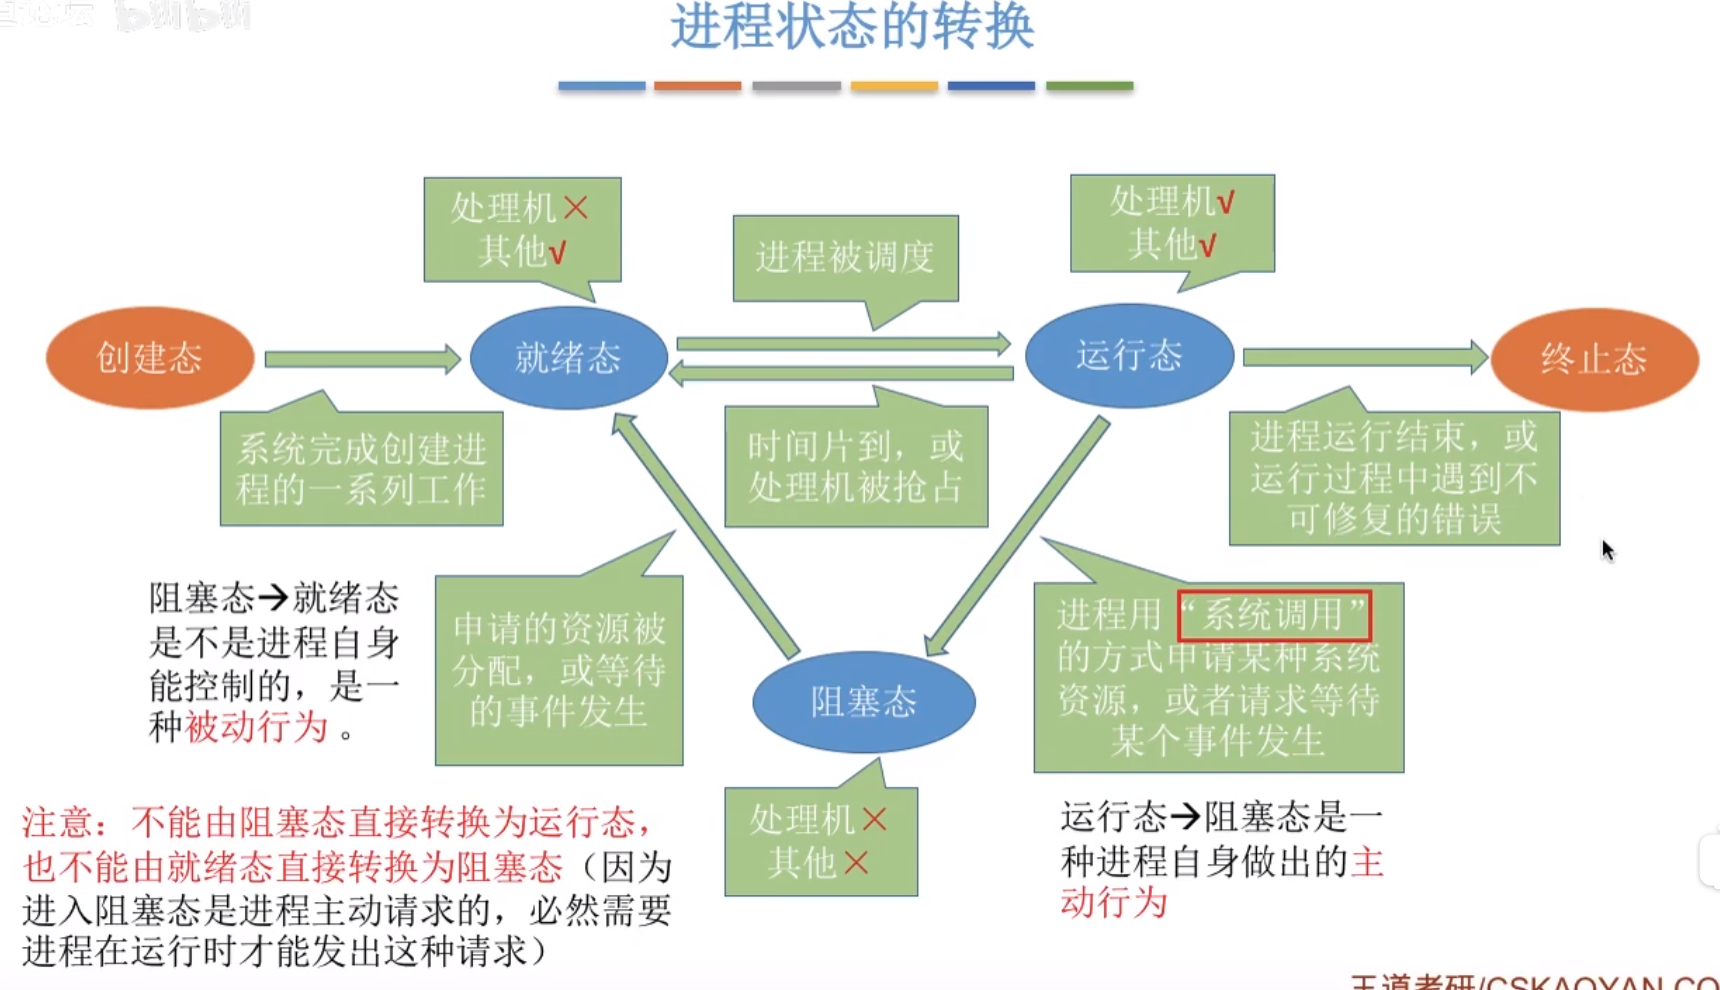 bilibili
进程状态的转换
处理机×
其他√
进程被调度
处理机√
其他√
创建态
就绪态
运行态
终止态
系统完成创建进
程的一系列工作
时间片到，或
处理机被抢占
进程运行结束，或
运行过程中遇到不
可修复的错误
阻塞态→就绪态
是不是进程自身
能控制的，是一
种被动行为。
申请的资源被
分配，或等待
的事件发生
进程用“系统调用”
的方式申请某种系统
资源，或者请求等待
某个事件发生
阻塞态
处理机×
其他×
运行态→阻塞态是一
种进程自身做出的主
动行为
注意：不能由阻塞态直接转换为运行态，
也不能由就绪态直接转换为阻塞态（因为
进入阻塞态是进程主动请求的，必然需要
进程在运行时才能发出这种请求）
王道考研/CSKAOYAN.CO